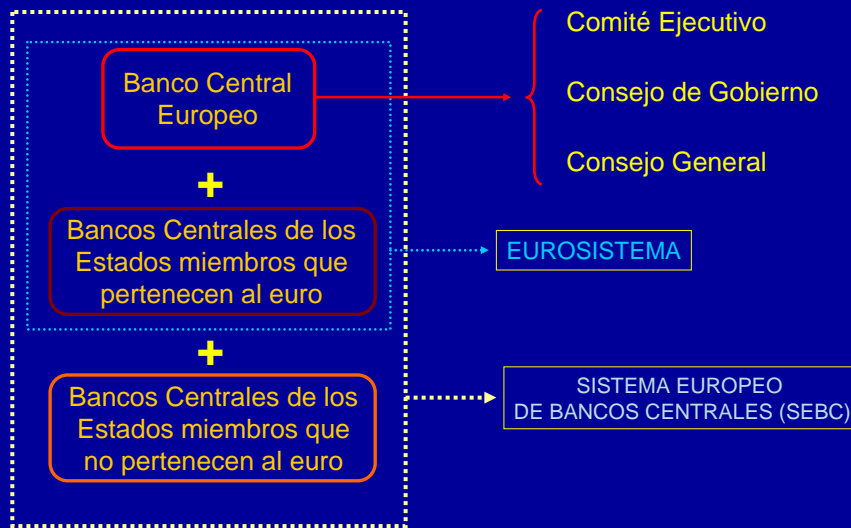 Comité Ejecutivo
Banco Central
Europeo
Consejo de Gobierno
Consejo General
+
Bancos Centrales de los
Estados miembros que
pertenecen al euro
EUROSISTEMA
+
Bancos Centrales de los
Estados miembros que
no pertenecen al euro
SISTEMA EUROPEO
DE BANCOS CENTRALES (SEBC)